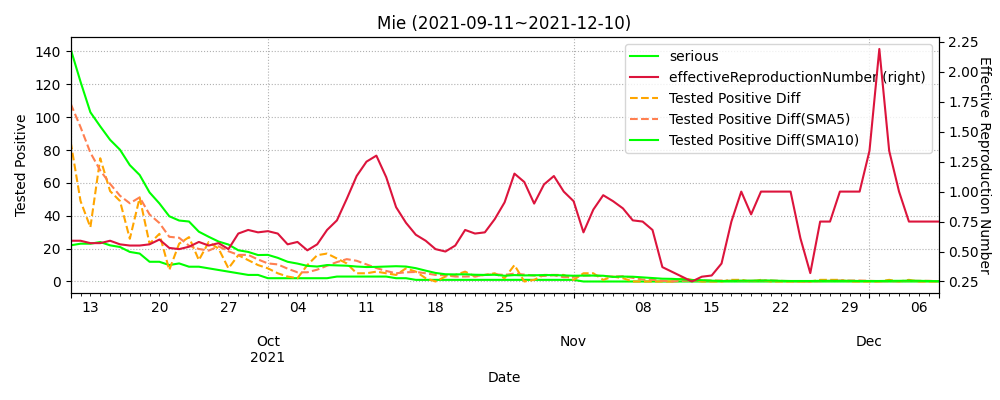 Mie (2021-09-11~2021-12-10)
serious
effectiveReproductionNumber (right)
Tested Positive Diff
Tested Positive Diff(SMA5)
Tested Positive Diff(SMA10)
Tested Positive
140
120
100
80
60
40
20
0
2.25
2.00
1.75
1.50
1.25
1.00
0.75
0.50
0.25
Effective Reproduction Number
13 20 27 04 11 18 25 08 15 22 29 06
Oct Nov Dec
2021
Date